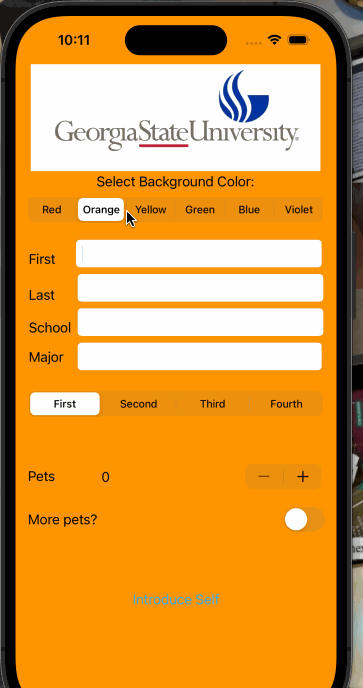 10:11
GeorgiaStateUniversity
Select Background Color:
Red Orange Yellow Green Blue Violet
First
Last
School
Major
First Second Third Fourth
Pets 0 − +
More pets?
Introduce Self